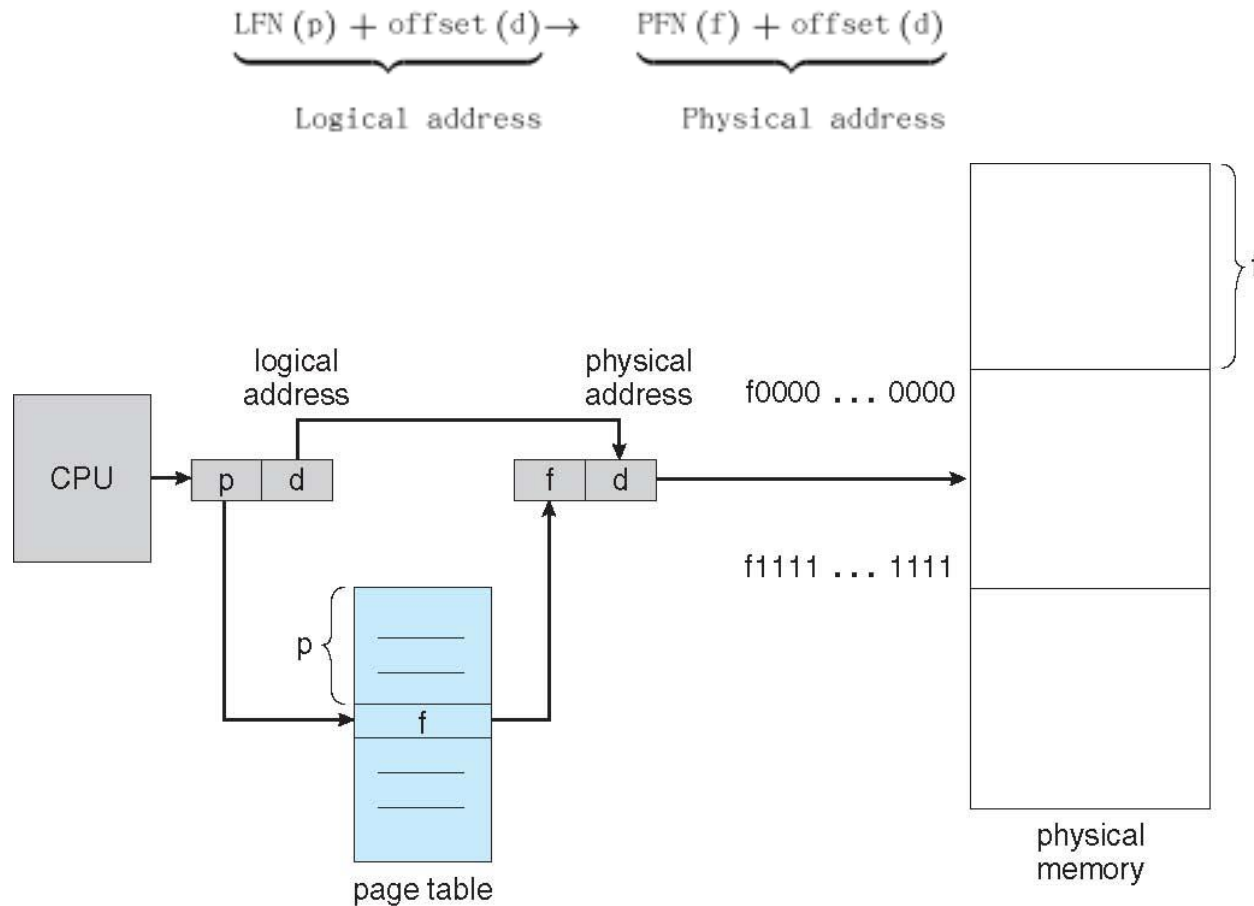 LFN (p) + offset (d) → PFN (f) + offset (d)
Logical address Physical address
f
logical address
physical address
f0000 ... 0000
CPU
p d
f d
f1111 ... 1111
p
f
page table
physical memory